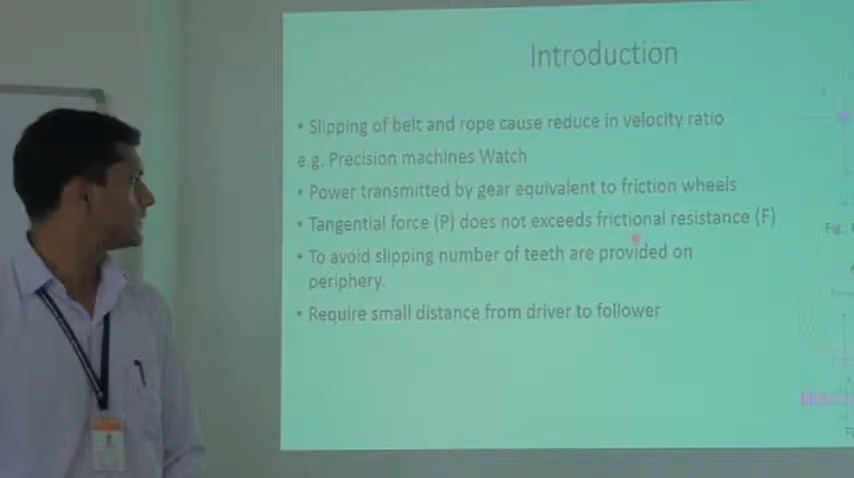 Introduction
• Slipping of belt and rope cause reduce in velocity ratio
e.g. Precision machines Watch
• Power transmitted by gear equivalent to friction wheels
• Tangential force (P) does not exceeds frictional resistance (F)
• To avoid slipping number of teeth are provided on
periphery.
• Require small distance from driver to follower
Fig.: